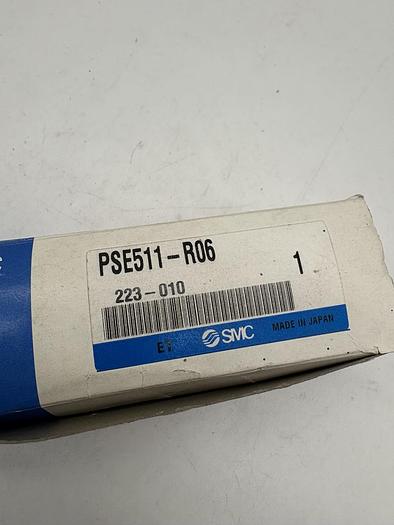 PSE511-R06 1
223-010
SMC MADE IN JAPAN